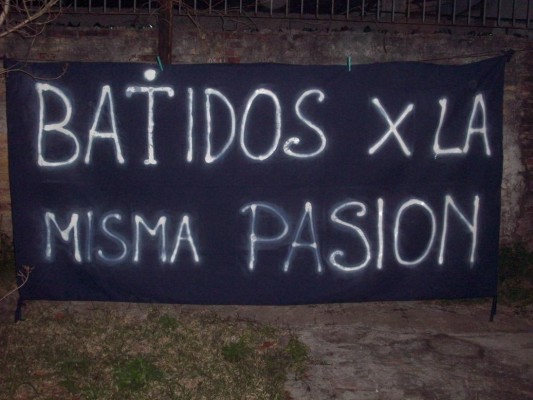 BATIDOS X LA
MISMA PASION